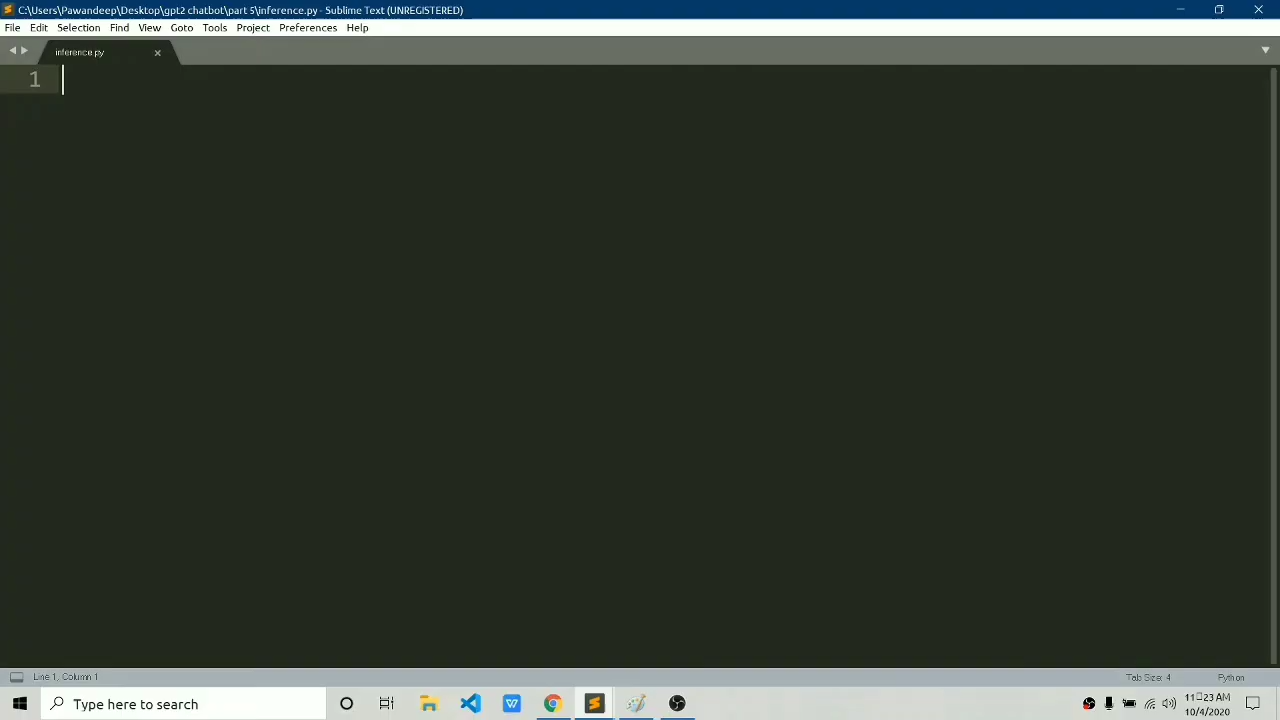 C:\Users\Pawandeep\Desktop\gpt2 chatbot\part 5\inference.py - Sublime Text (UNREGISTERED)
File Edit Selection Find View Goto Tools Project Preferences Help
inference.py
1
Line 1, Column 1 Tab Size: 4 Python
Type here to search
11:23 AM
10/4/2020